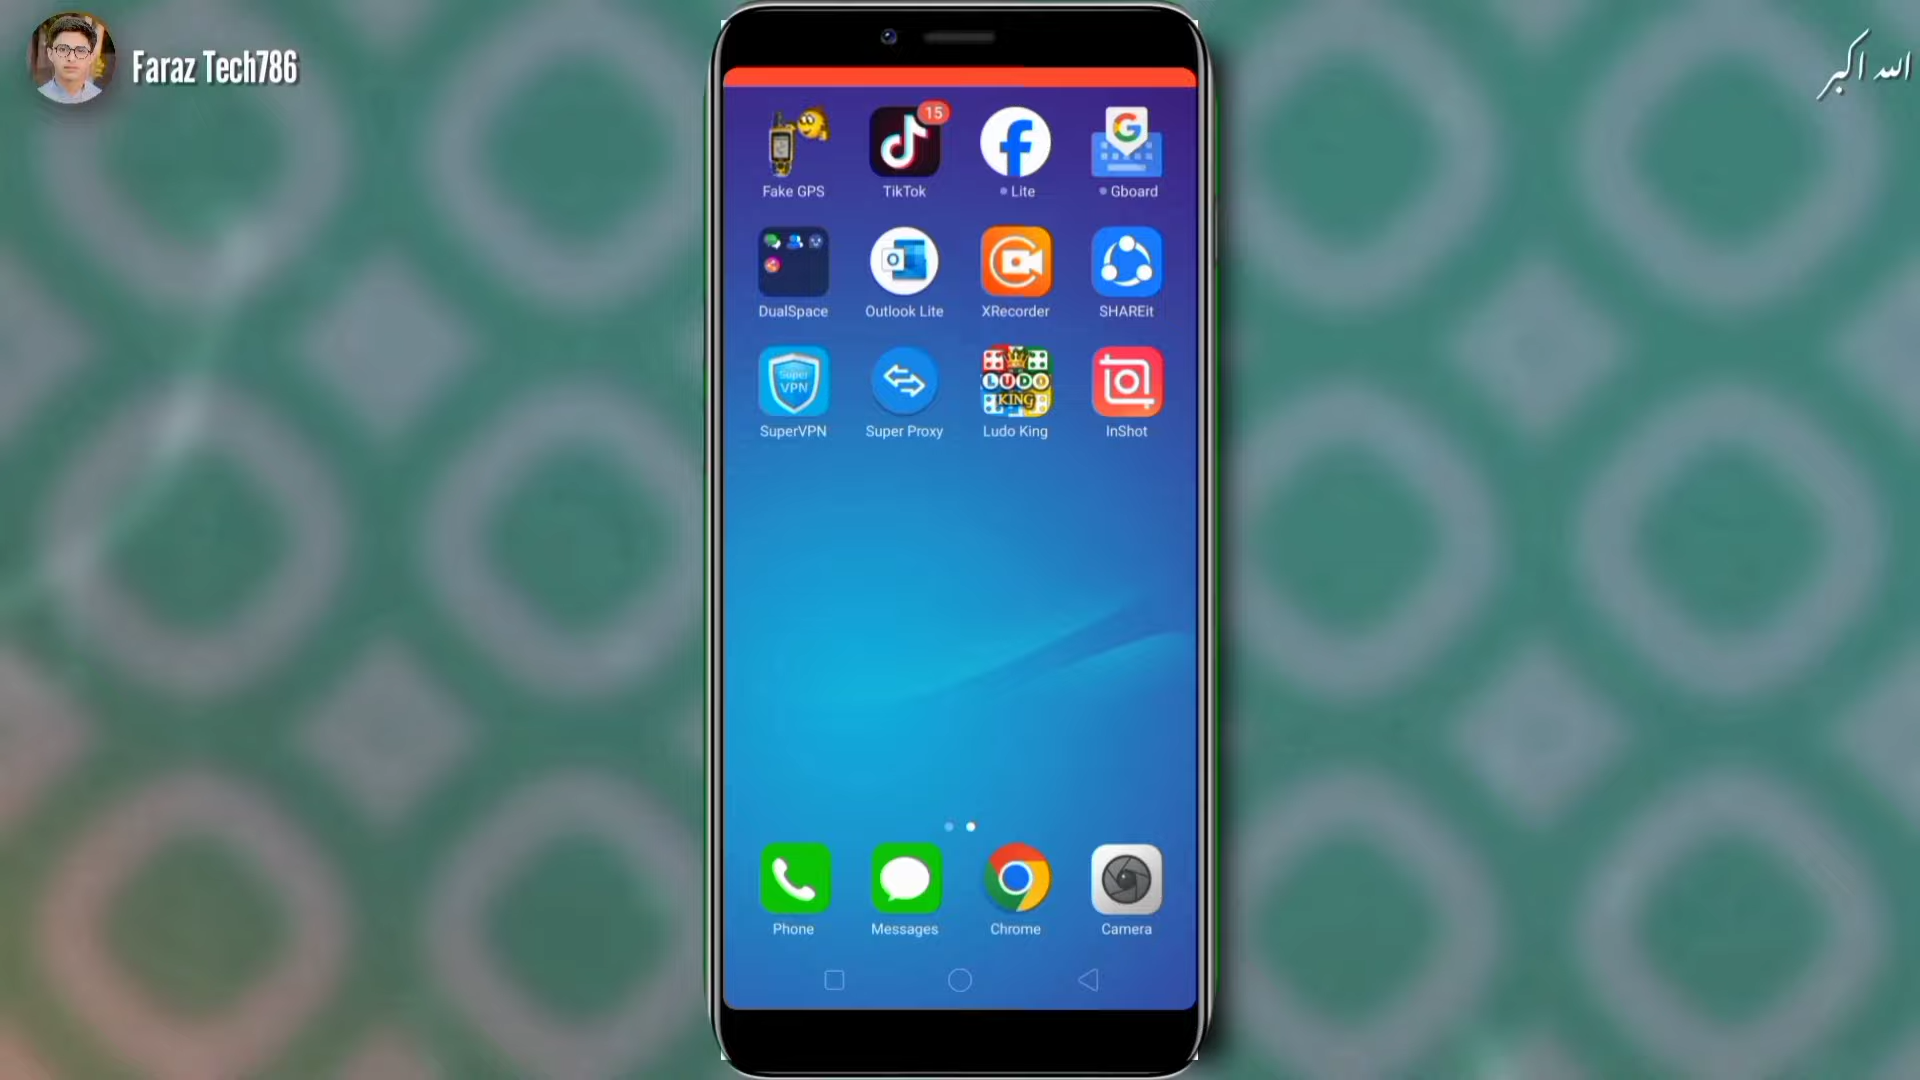 Faraz Tech786
الله اکبر
15
Fake GPS
TikTok
Lite
Gboard
DualSpace
Outlook Lite
XRecorder
SHAREit
Super
VPN
LUDO
KING
SuperVPN
Super Proxy
Ludo King
InShot
Phone
Messages
Chrome
Camera